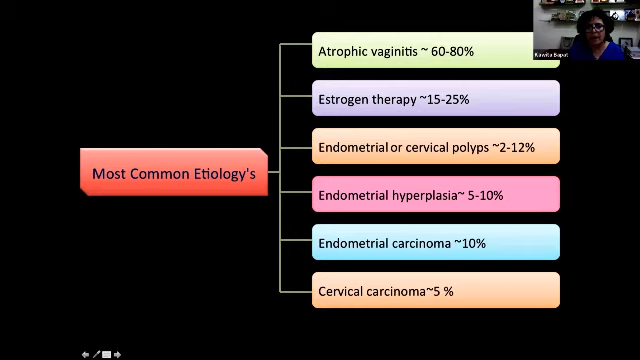 Most Common Etiology's
Atrophic vaginitis ~ 60-80%
Estrogen therapy ~15-25%
Endometrial or cervical polyps ~2-12%
Endometrial hyperplasia~ 5-10%
Endometrial carcinoma ~10%
Cervical carcinoma~5 %
Kawita Bapat